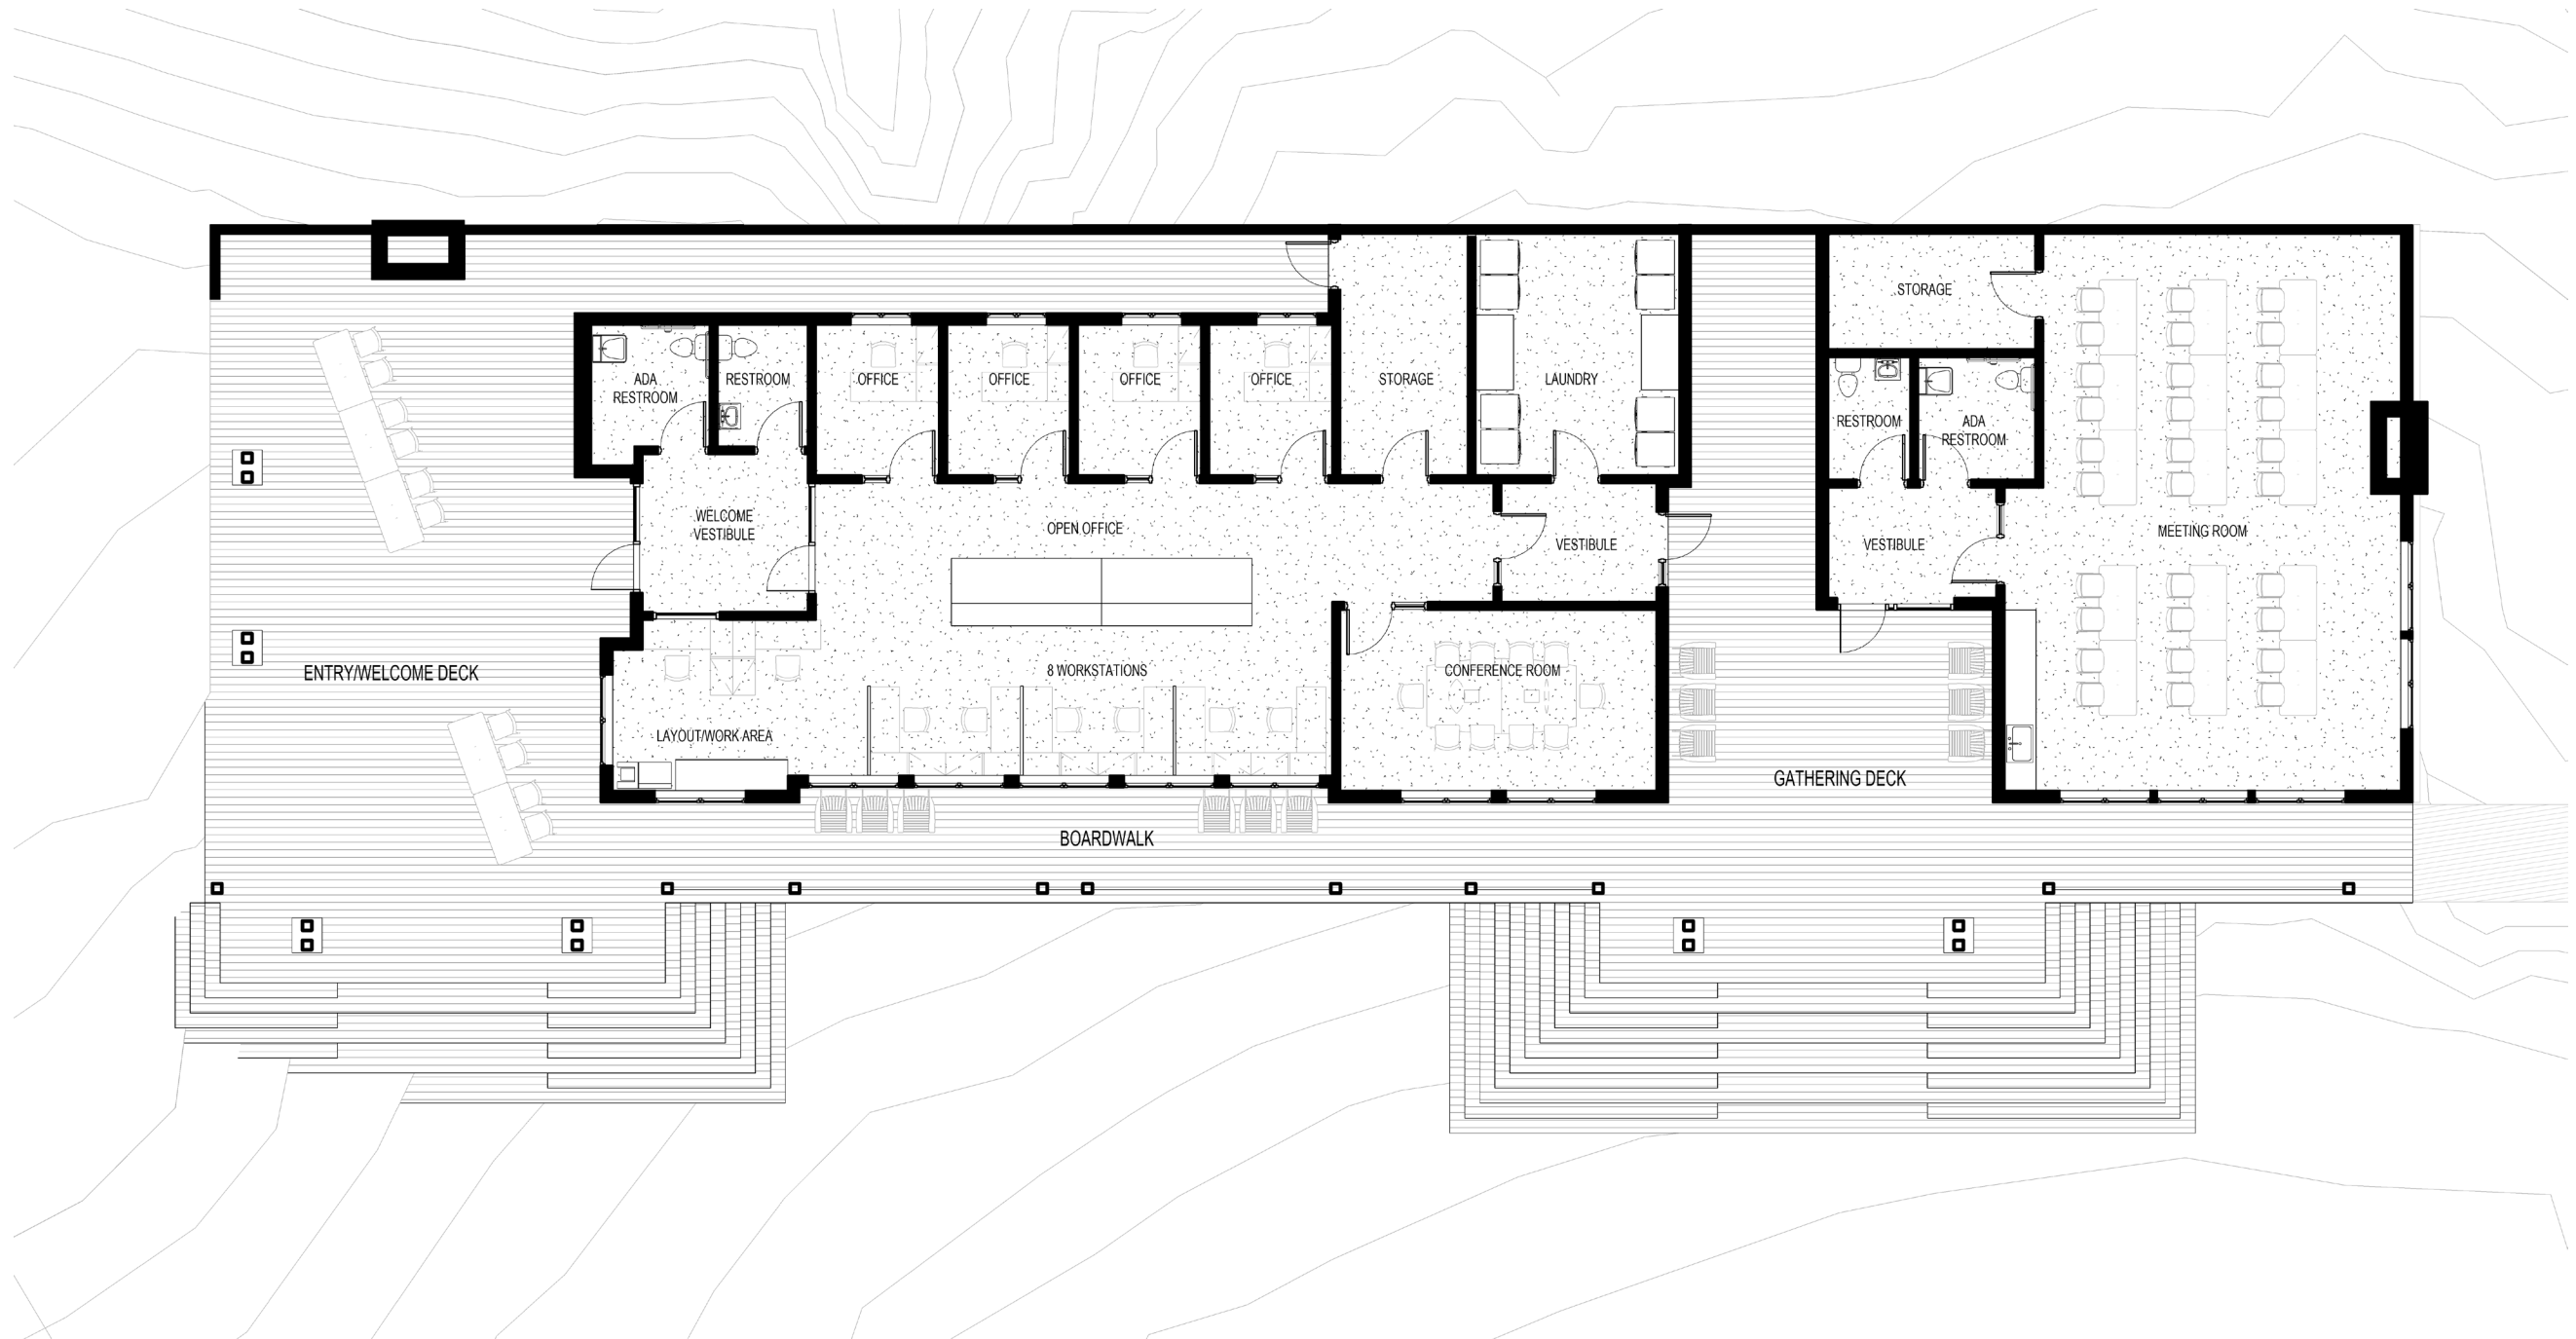 STORAGE
ADA
RESTROOM
RESTROOM
OFFICE
OFFICE
OFFICE
OFFICE
STORAGE
LAUNDRY
RESTROOM
ADA
RESTROOM
WELCOME
VESTIBULE
OPEN OFFICE
VESTIBULE
VESTIBULE
MEETING ROOM
ENTRY/WELCOME DECK
8 WORKSTATIONS
CONFERENCE ROOM
LAYOUT/WORK AREA
GATHERING DECK
BOARDWALK